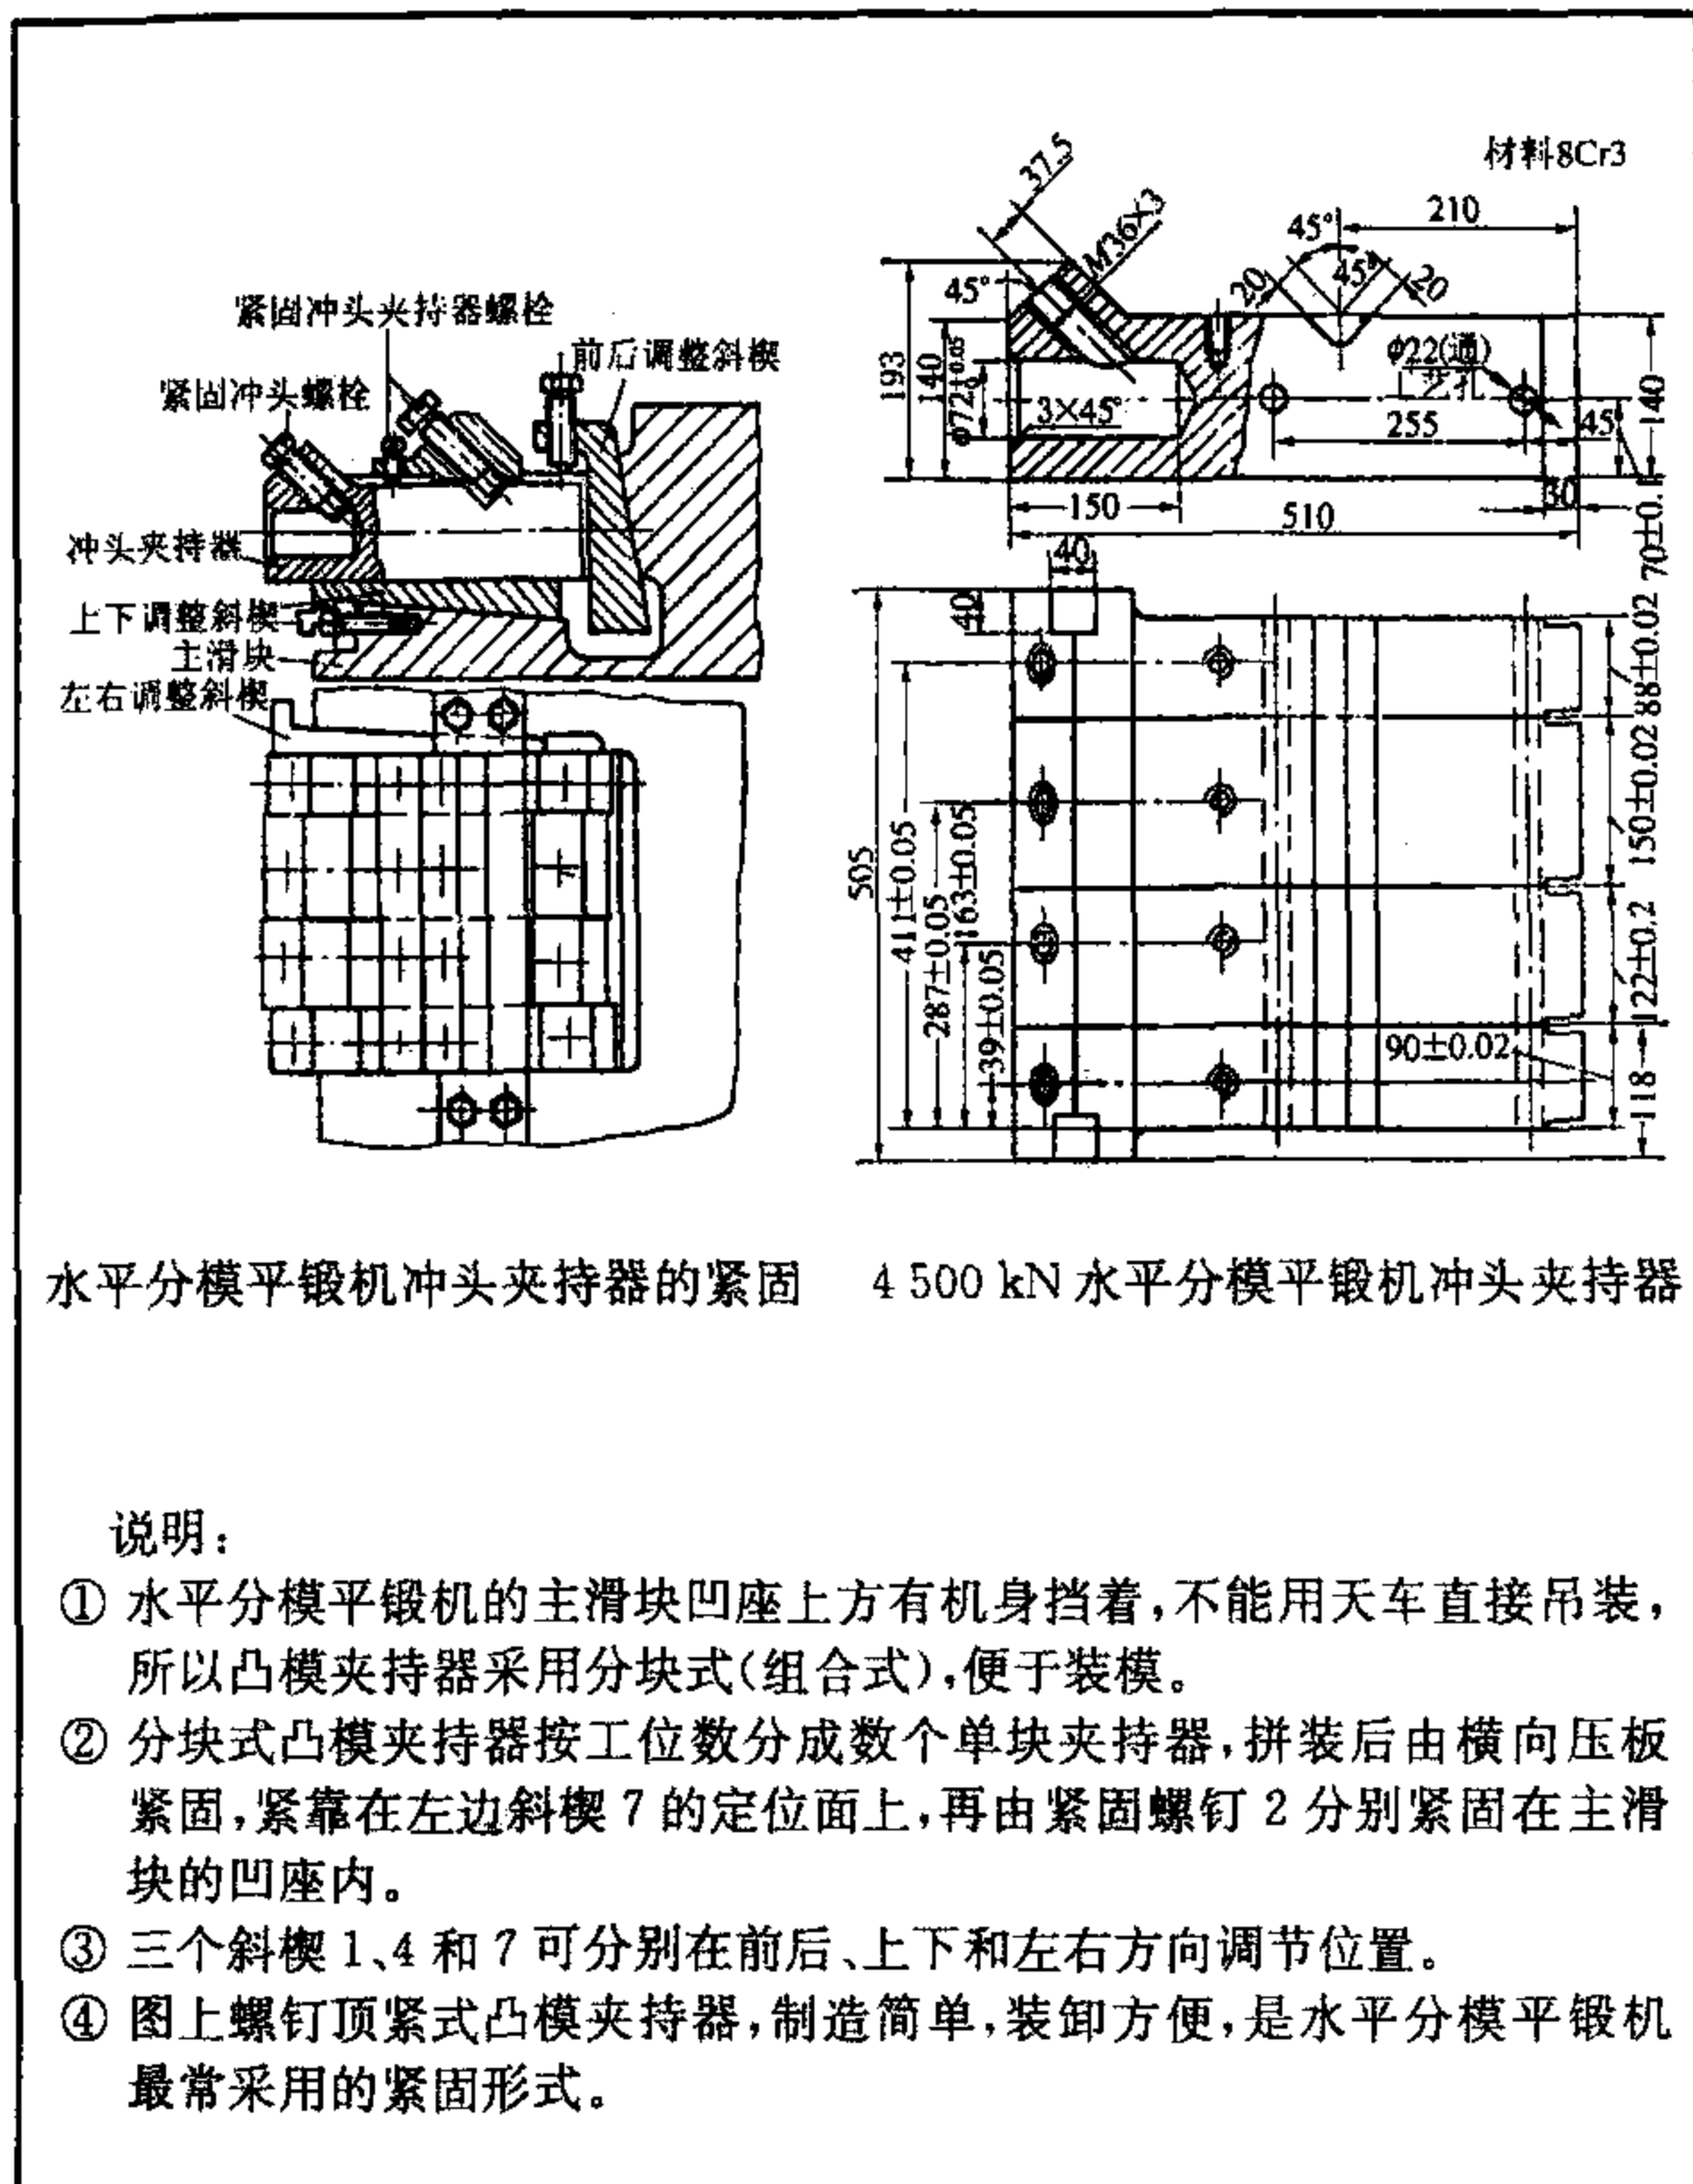 材料8Cr3
紧固冲头夹持器螺栓
前后调整斜楔
紧固冲头螺栓
冲头夹持器
上下调整斜楔
主滑块
左右调整斜楔
37.5
M36×3
45°
210
45°
45°
20
20
193
140
3×45°
φ22(通)
工艺孔
255
45
140
150
30
510
70±0.1
40
40
88±0.02
150±0.02
122±0.2
118
90±0.02
505
411±0.05
287±0.05
163±0.05
39±0.05
水平分模平锻机冲头夹持器的紧固
4 500 kN 水平分模平锻机冲头夹持器
说明：
① 水平分模平锻机的主滑块凹座上方有机身挡着，不能用天车直接吊装，
所以凸模夹持器采用分块式(组合式)，便于装模。
② 分块式凸模夹持器按工位数分成数个单块夹持器，拼装后由横向压板
紧固，紧靠在左边斜楔 7 的定位面上，再由紧固螺钉 2 分别紧固在主滑
块的凹座内。
③ 三个斜楔 1、4 和 7 可分别在前后、上下和左右方向调节位置。
④ 图上螺钉顶紧式凸模夹持器，制造简单，装卸方便，是水平分模平锻机
最常采用的紧固形式。